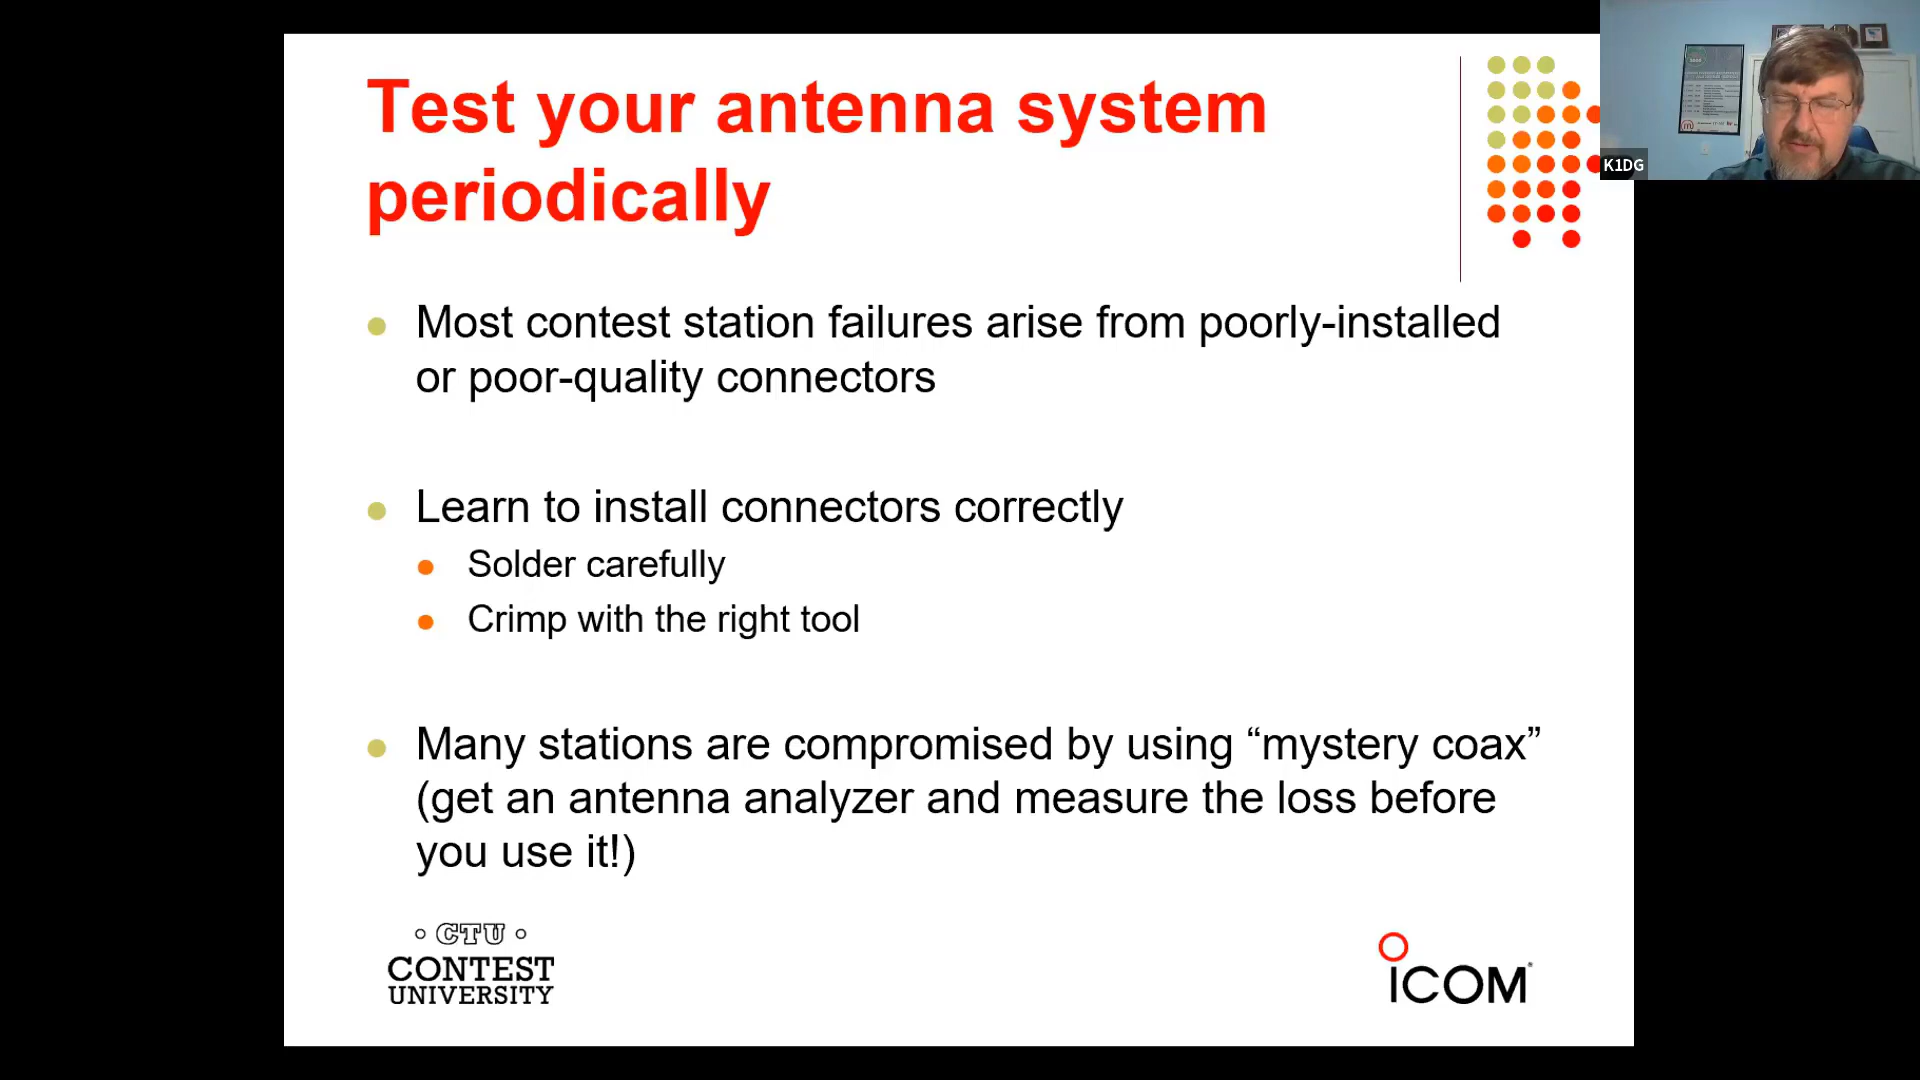 Test your antenna system
periodically
K1DG
Most contest station failures arise from poorly-installed
or poor-quality connectors
Learn to install connectors correctly
Solder carefully
Crimp with the right tool
Many stations are compromised by using “mystery coax”
(get an antenna analyzer and measure the loss before
you use it!)
CTU
CONTEST
UNIVERSITY
ICOM